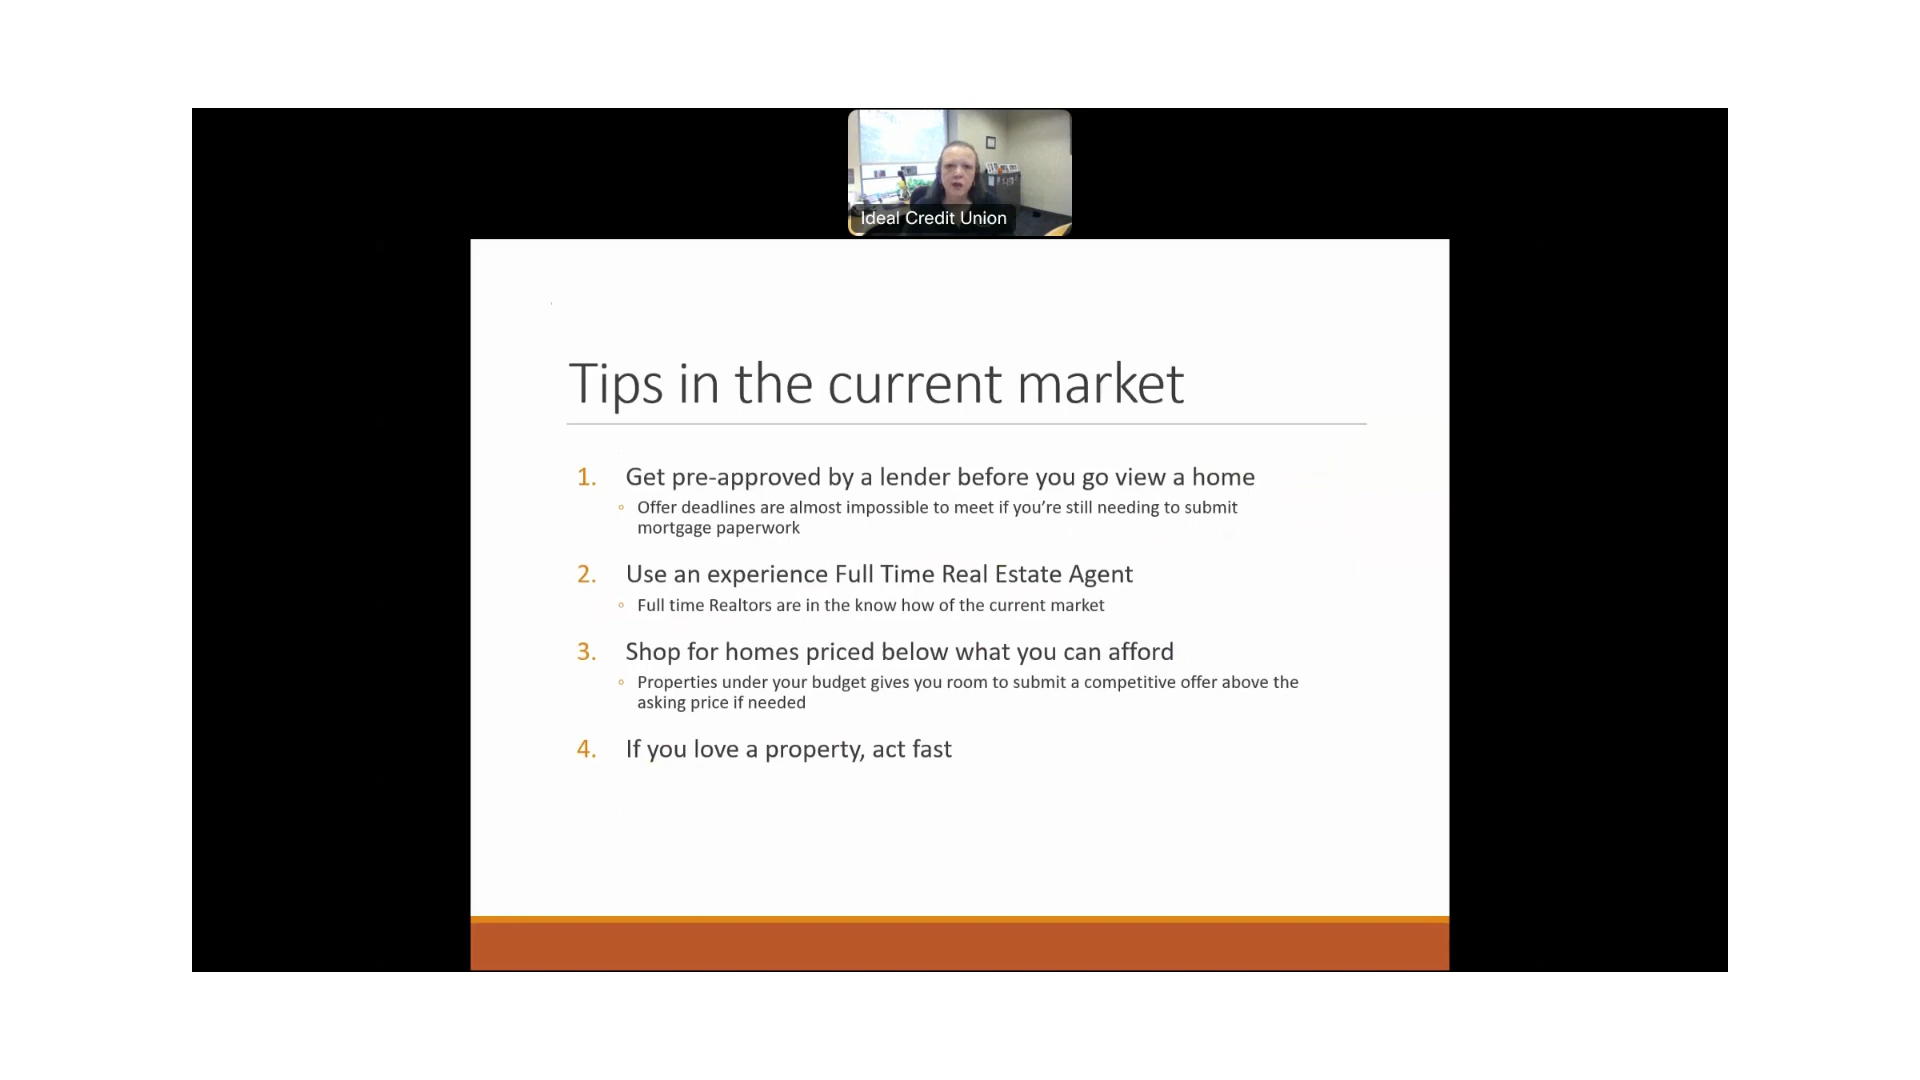 Ideal Credit Union
Tips in the current market
1. Get pre-approved by a lender before you go view a home
◦ Offer deadlines are almost impossible to meet if you’re still needing to submit
mortgage paperwork
2. Use an experience Full Time Real Estate Agent
◦ Full time Realtors are in the know how of the current market
3. Shop for homes priced below what you can afford
◦ Properties under your budget gives you room to submit a competitive offer above the
asking price if needed
4. If you love a property, act fast